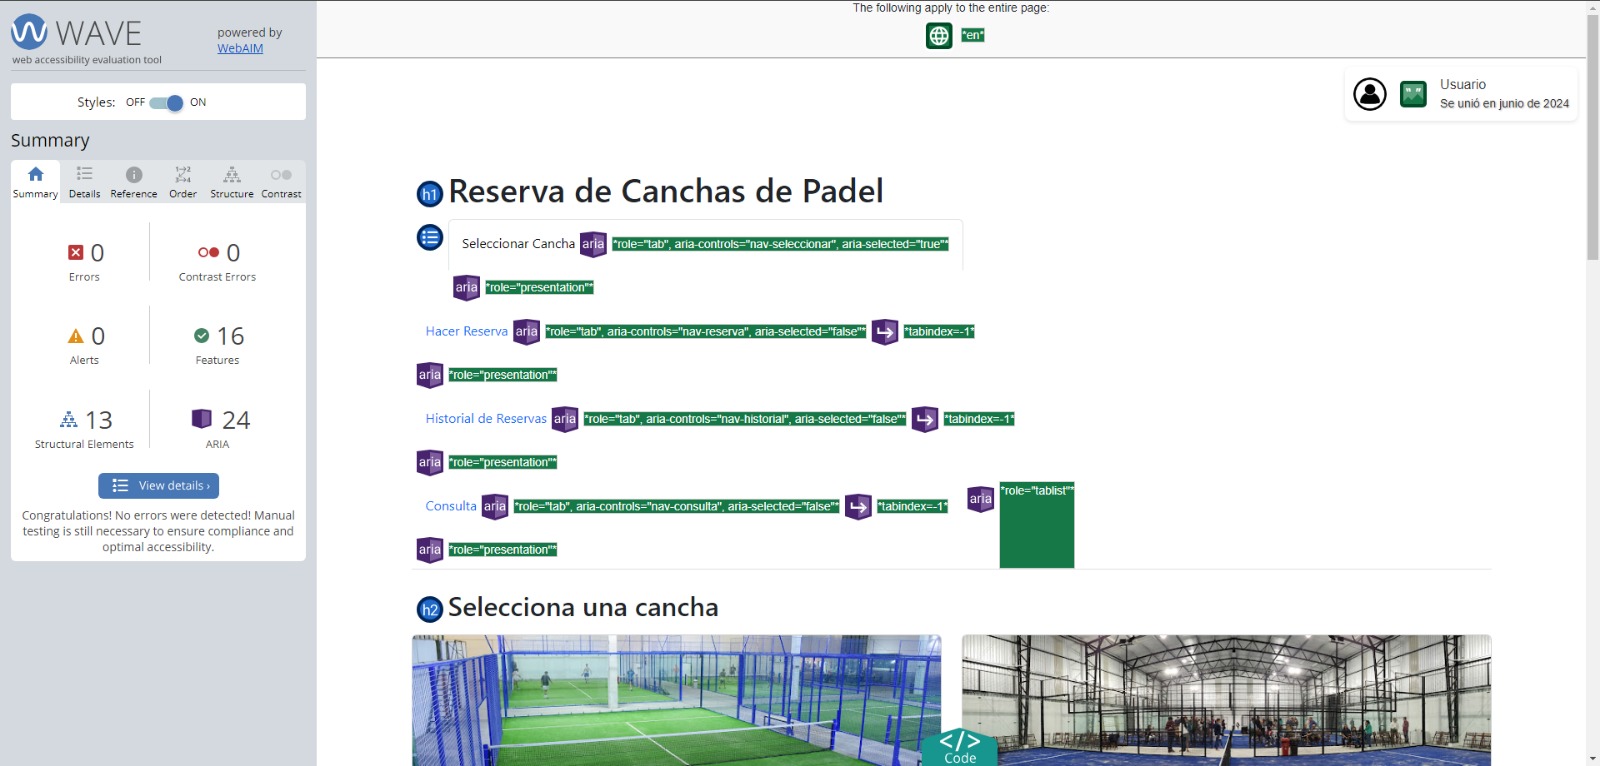 WAVE
powered by
WebAIM
web accessibility evaluation tool
Styles: OFF ON
Summary
Summary Details Reference Order Structure Contrast
0 0
Errors Contrast Errors
0 16
Alerts Features
13 24
Structural Elements ARIA
View details ›
Congratulations! No errors were detected! Manual
testing is still necessary to ensure compliance and
optimal accessibility.
The following apply to the entire page:
*en*
Usuario
Se unió en junio de 2024
h1 Reserva de Canchas de Padel
Seleccionar Cancha aria *role="tab", aria-controls="nav-seleccionar", aria-selected="true"*
aria *role="presentation"*
Hacer Reserva aria *role="tab", aria-controls="nav-reserva", aria-selected="false"* *tabindex=-1*
aria *role="presentation"*
Historial de Reservas aria *role="tab", aria-controls="nav-historial", aria-selected="false"* *tabindex=-1*
aria *role="presentation"*
Consulta aria *role="tab", aria-controls="nav-consulta", aria-selected="false"* *tabindex=-1* aria *role="tablist"*
aria *role="presentation"*
h2 Selecciona una cancha
</> Code